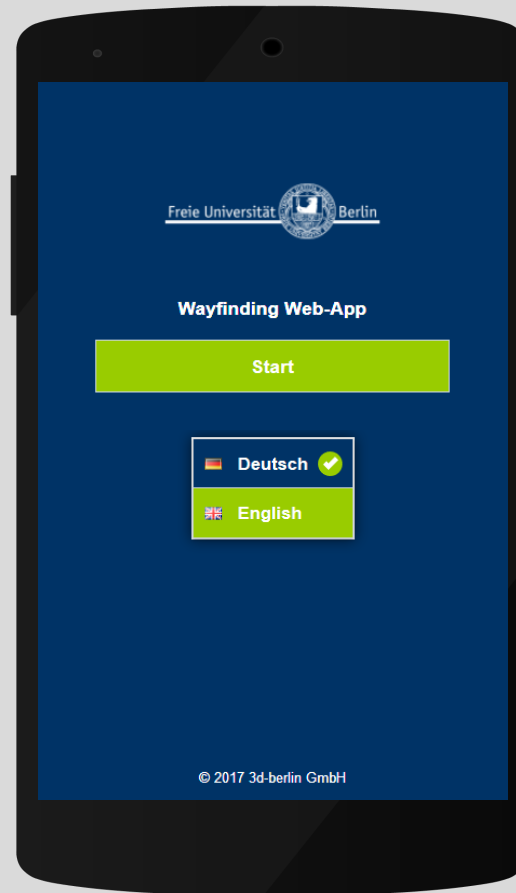 Freie Universität Berlin
Wayfinding Web-App
Start
Deutsch
English
© 2017 3d-berlin GmbH